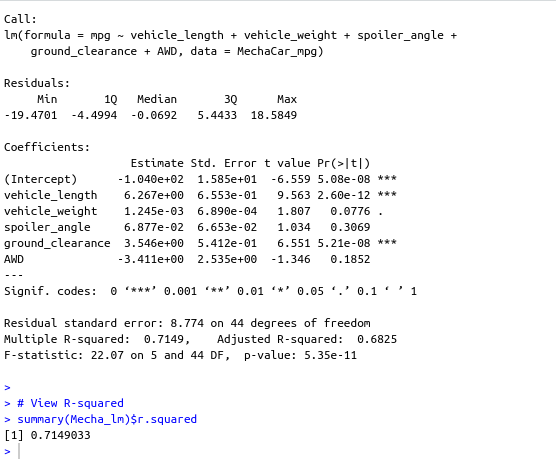 Call:
lm(formula = mpg ~ vehicle_length + vehicle_weight + spoiler_angle +
    ground_clearance + AWD, data = MechaCar_mpg)
Residuals:
     Min       1Q   Median       3Q      Max
-19.4701  -4.4994  -0.0692   5.4433  18.5849
Coefficients:
                   Estimate Std. Error t value Pr(>|t|)
(Intercept)      -1.040e+02  1.585e+01  -6.559 5.08e-08 ***
vehicle_length    6.267e+00  6.553e-01   9.563 2.60e-12 ***
vehicle_weight    1.245e-03  6.890e-04   1.807   0.0776 .
spoiler_angle     6.877e-02  6.653e-02   1.034   0.3069
ground_clearance  3.546e+00  5.412e-01   6.551 5.21e-08 ***
AWD              -3.411e+00  2.535e+00  -1.346   0.1852
---
Signif. codes:  0 ‘***’ 0.001 ‘**’ 0.01 ‘*’ 0.05 ‘.’ 0.1 ‘ ’ 1
Residual standard error: 8.774 on 44 degrees of freedom
Multiple R-squared:  0.7149,	Adjusted R-squared:  0.6825
F-statistic: 22.07 on 5 and 44 DF,  p-value: 5.35e-11
>
> # View R-squared
> summary(Mecha_lm)$r.squared
[1] 0.7149033
>